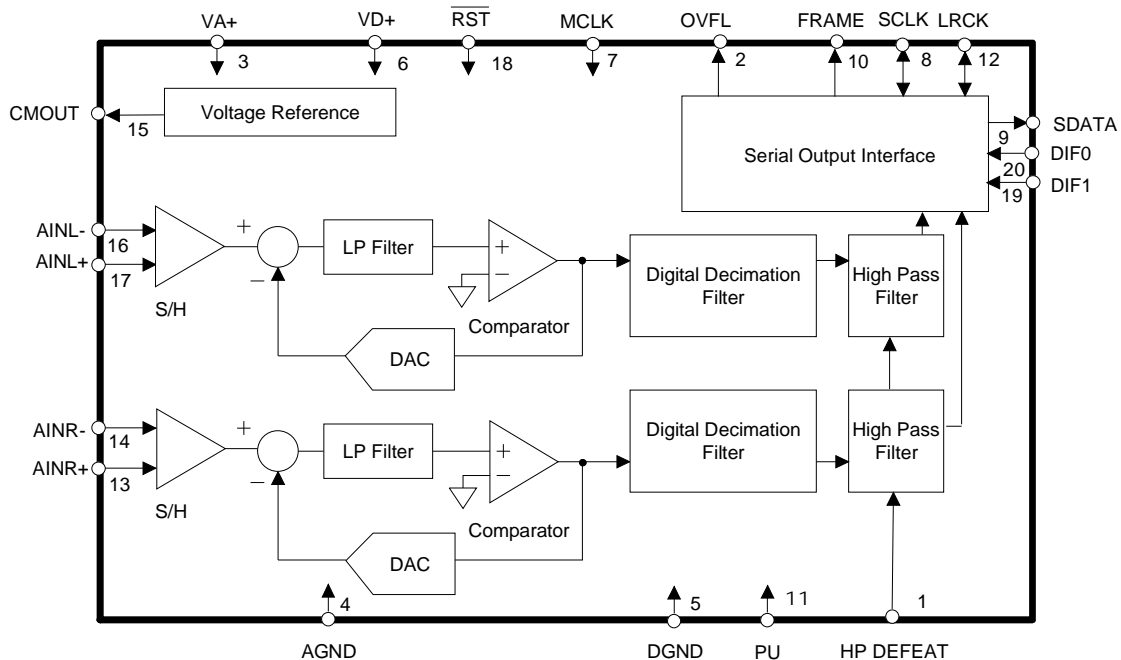 VA+ VD+ RST MCLK OVFL FRAME SCLK LRCK
3 6 18 7 2 10 8 12
CMOUT
15
Voltage Reference
Serial Output Interface
9
SDATA
20
DIF0
19
DIF1
AINL-
16
AINL+
17
S/H
+
−
LP Filter
+
−
Comparator
DAC
Digital Decimation
Filter
High Pass
Filter
AINR-
14
AINR+
13
S/H
+
−
LP Filter
+
−
Comparator
DAC
Digital Decimation
Filter
High Pass
Filter
4 5 11 1
AGND DGND PU HP DEFEAT